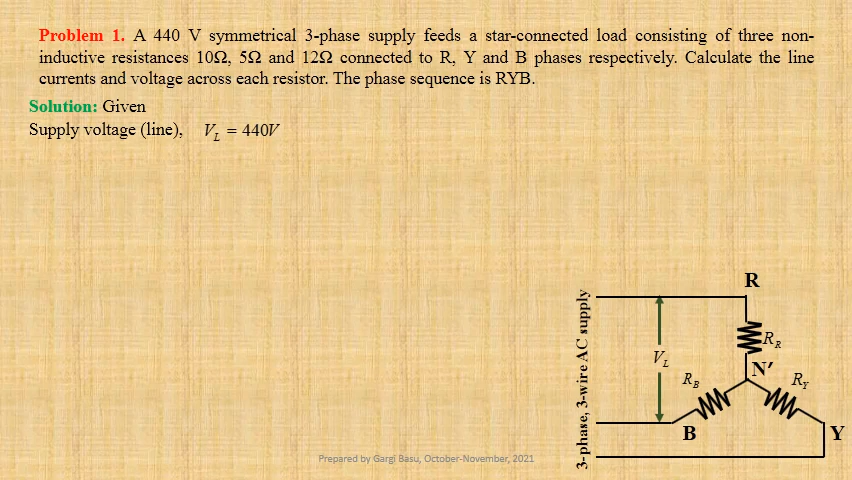 Problem 1. A 440 V symmetrical 3-phase supply feeds a star-connected load consisting of three non-
inductive resistances 10Ω, 5Ω and 12Ω connected to R, Y and B phases respectively. Calculate the line
currents and voltage across each resistor. The phase sequence is RYB.
Solution: Given
Supply voltage (line), V_L = 440V
R
3-phase, 3-wire AC supply
R_R
V_L
N′
R_B
R_Y
B
Y
Prepared by Gargi Basu, October-November, 2021